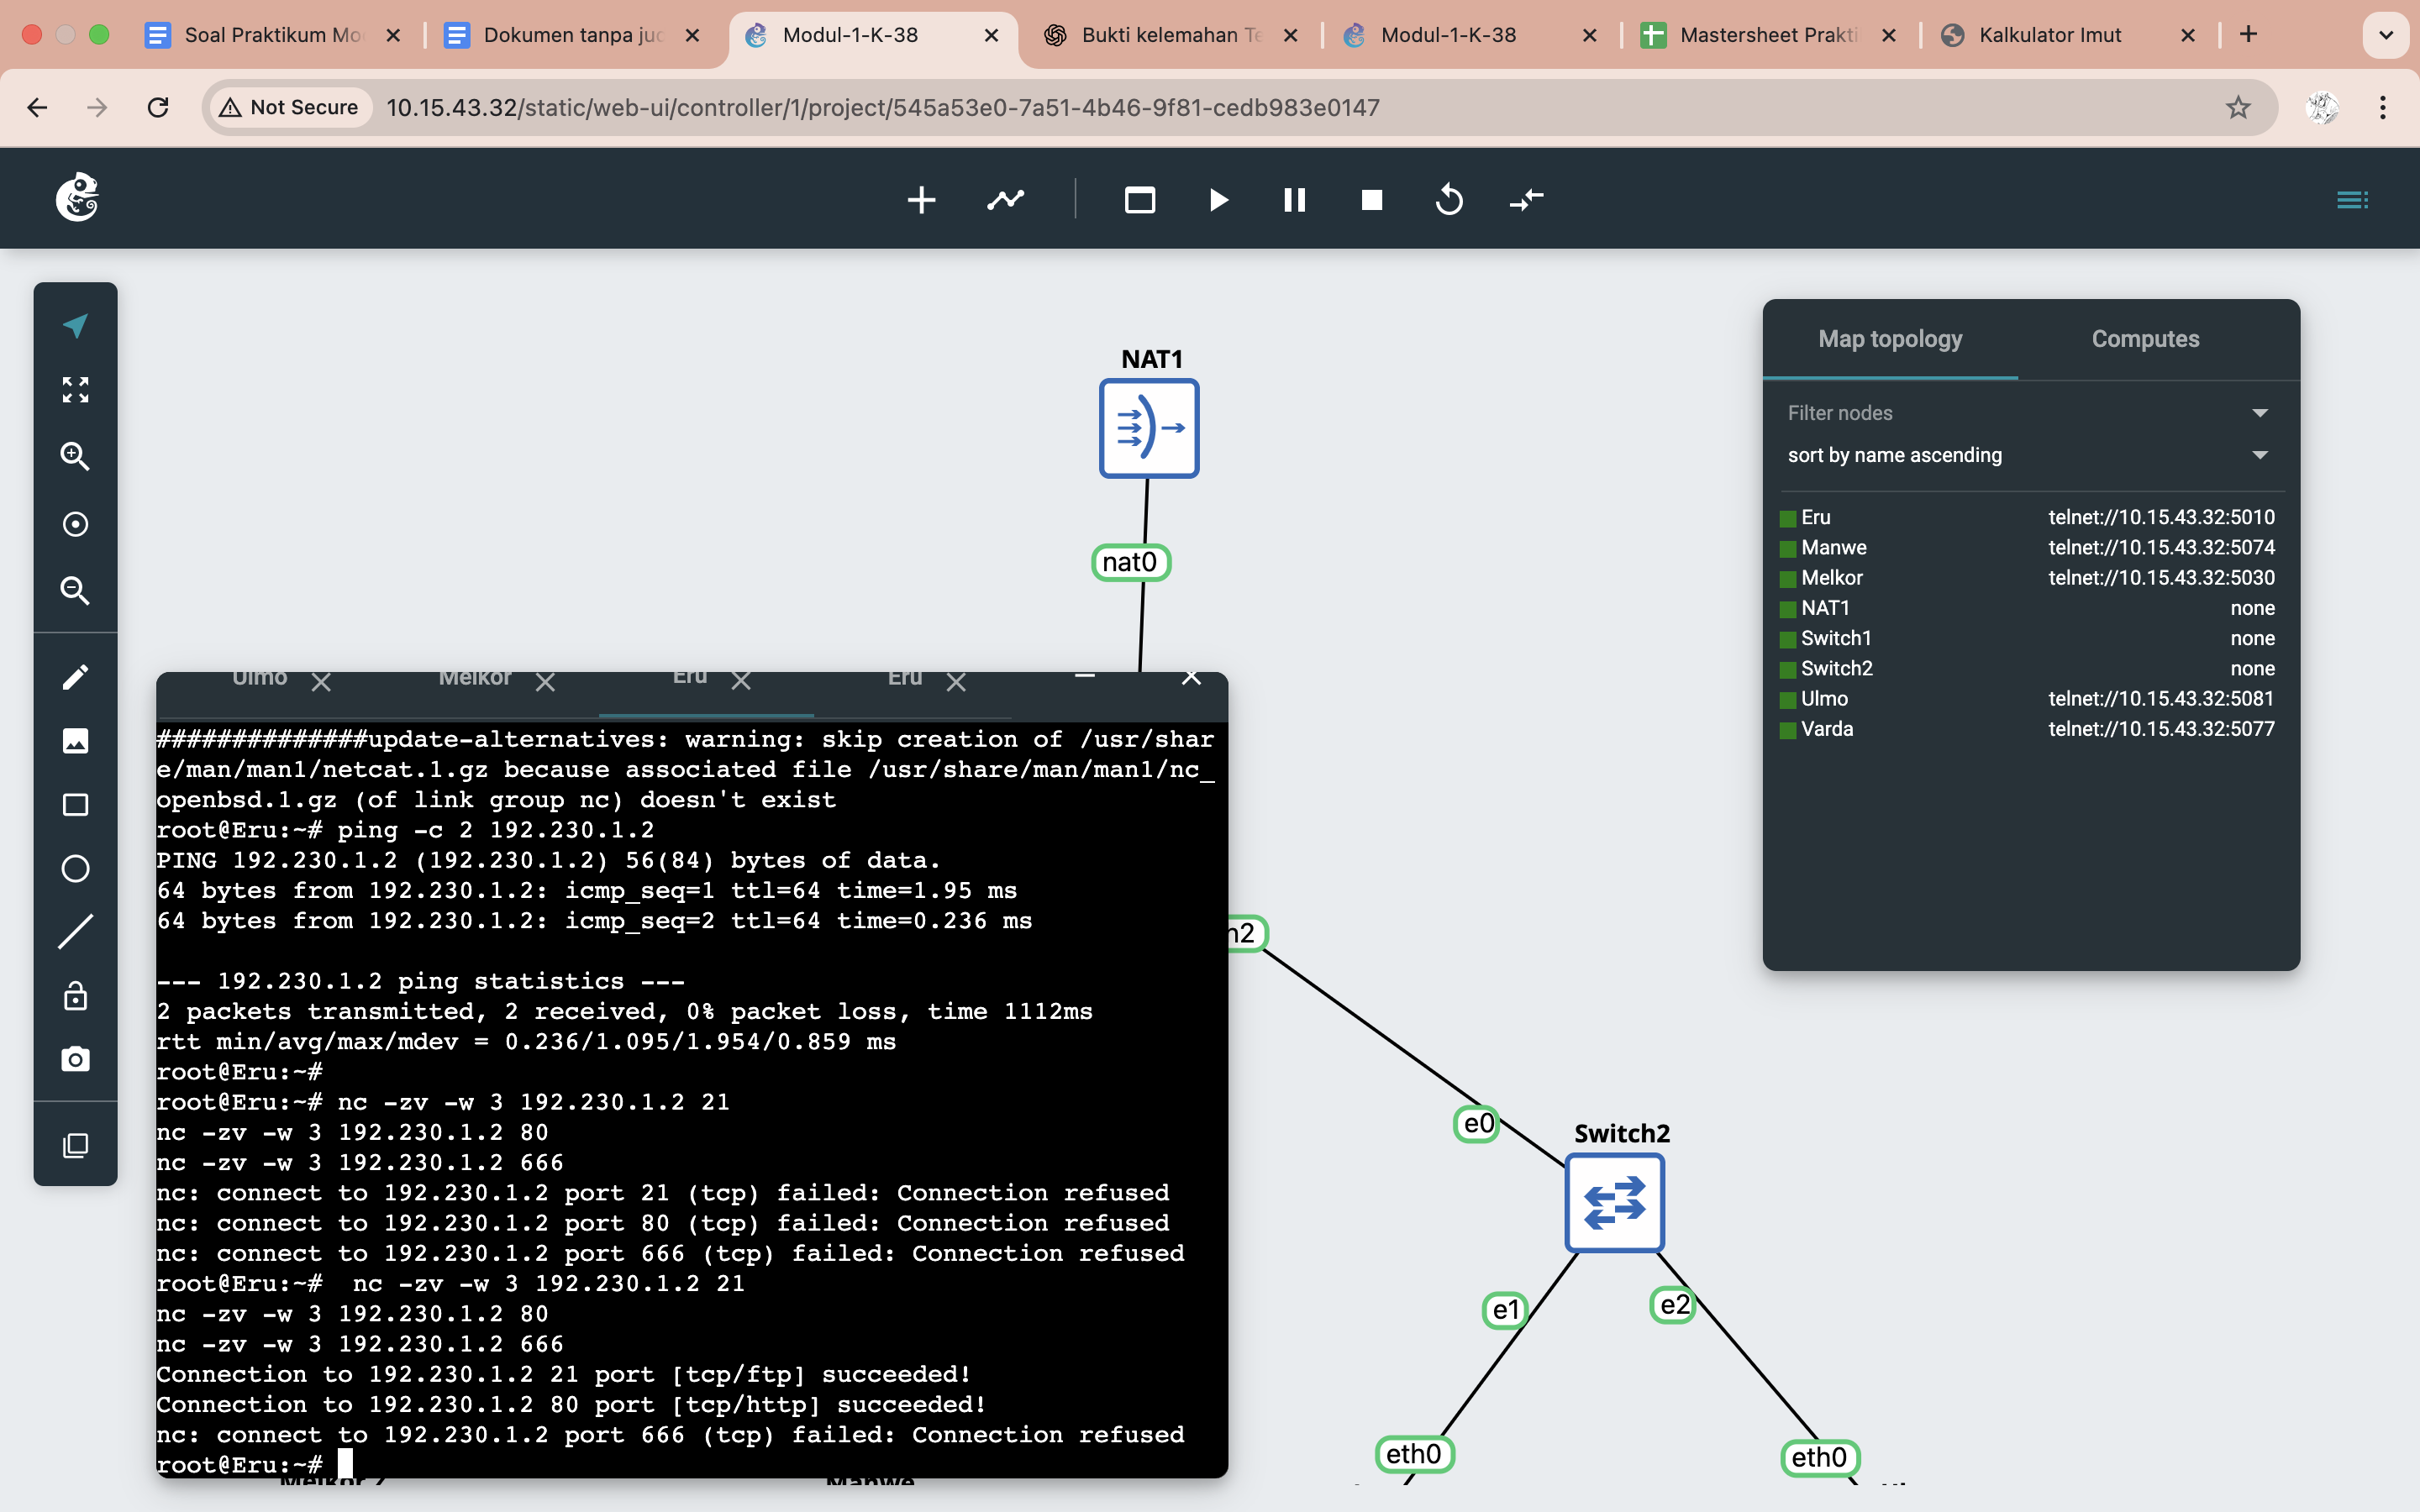 Soal Praktikum Mo
Dokumen tanpa jud
Modul-1-K-38
Bukti kelemahan Te
Modul-1-K-38
Mastersheet Prakti
Kalkulator Imut
Not Secure
10.15.43.32/static/web-ui/controller/1/project/545a53e0-7a51-4b46-9f81-cedb983e0147
NAT1
nat0
Map topology
Computes
Filter nodes
sort by name ascending
Eru telnet://10.15.43.32:5010
Manwe telnet://10.15.43.32:5074
Melkor telnet://10.15.43.32:5030
NAT1 none
Switch1 none
Switch2 none
Ulmo telnet://10.15.43.32:5081
Varda telnet://10.15.43.32:5077
Ulmo
Melkor
Eru
Eru
##############update-alternatives: warning: skip creation of /usr/shar
e/man/man1/netcat.1.gz because associated file /usr/share/man/man1/nc_
openbsd.1.gz (of link group nc) doesn't exist
root@Eru:~# ping -c 2 192.230.1.2
PING 192.230.1.2 (192.230.1.2) 56(84) bytes of data.
64 bytes from 192.230.1.2: icmp_seq=1 ttl=64 time=1.95 ms
64 bytes from 192.230.1.2: icmp_seq=2 ttl=64 time=0.236 ms
--- 192.230.1.2 ping statistics ---
2 packets transmitted, 2 received, 0% packet loss, time 1112ms
rtt min/avg/max/mdev = 0.236/1.095/1.954/0.859 ms
root@Eru:~#
root@Eru:~# nc -zv -w 3 192.230.1.2 21
nc -zv -w 3 192.230.1.2 80
nc -zv -w 3 192.230.1.2 666
nc: connect to 192.230.1.2 port 21 (tcp) failed: Connection refused
nc: connect to 192.230.1.2 port 80 (tcp) failed: Connection refused
nc: connect to 192.230.1.2 port 666 (tcp) failed: Connection refused
root@Eru:~#  nc -zv -w 3 192.230.1.2 21
nc -zv -w 3 192.230.1.2 80
nc -zv -w 3 192.230.1.2 666
Connection to 192.230.1.2 21 port [tcp/ftp] succeeded!
Connection to 192.230.1.2 80 port [tcp/http] succeeded!
nc: connect to 192.230.1.2 port 666 (tcp) failed: Connection refused
root@Eru:~#
h2
e0
Switch2
e1
e2
eth0
eth0
Manwe